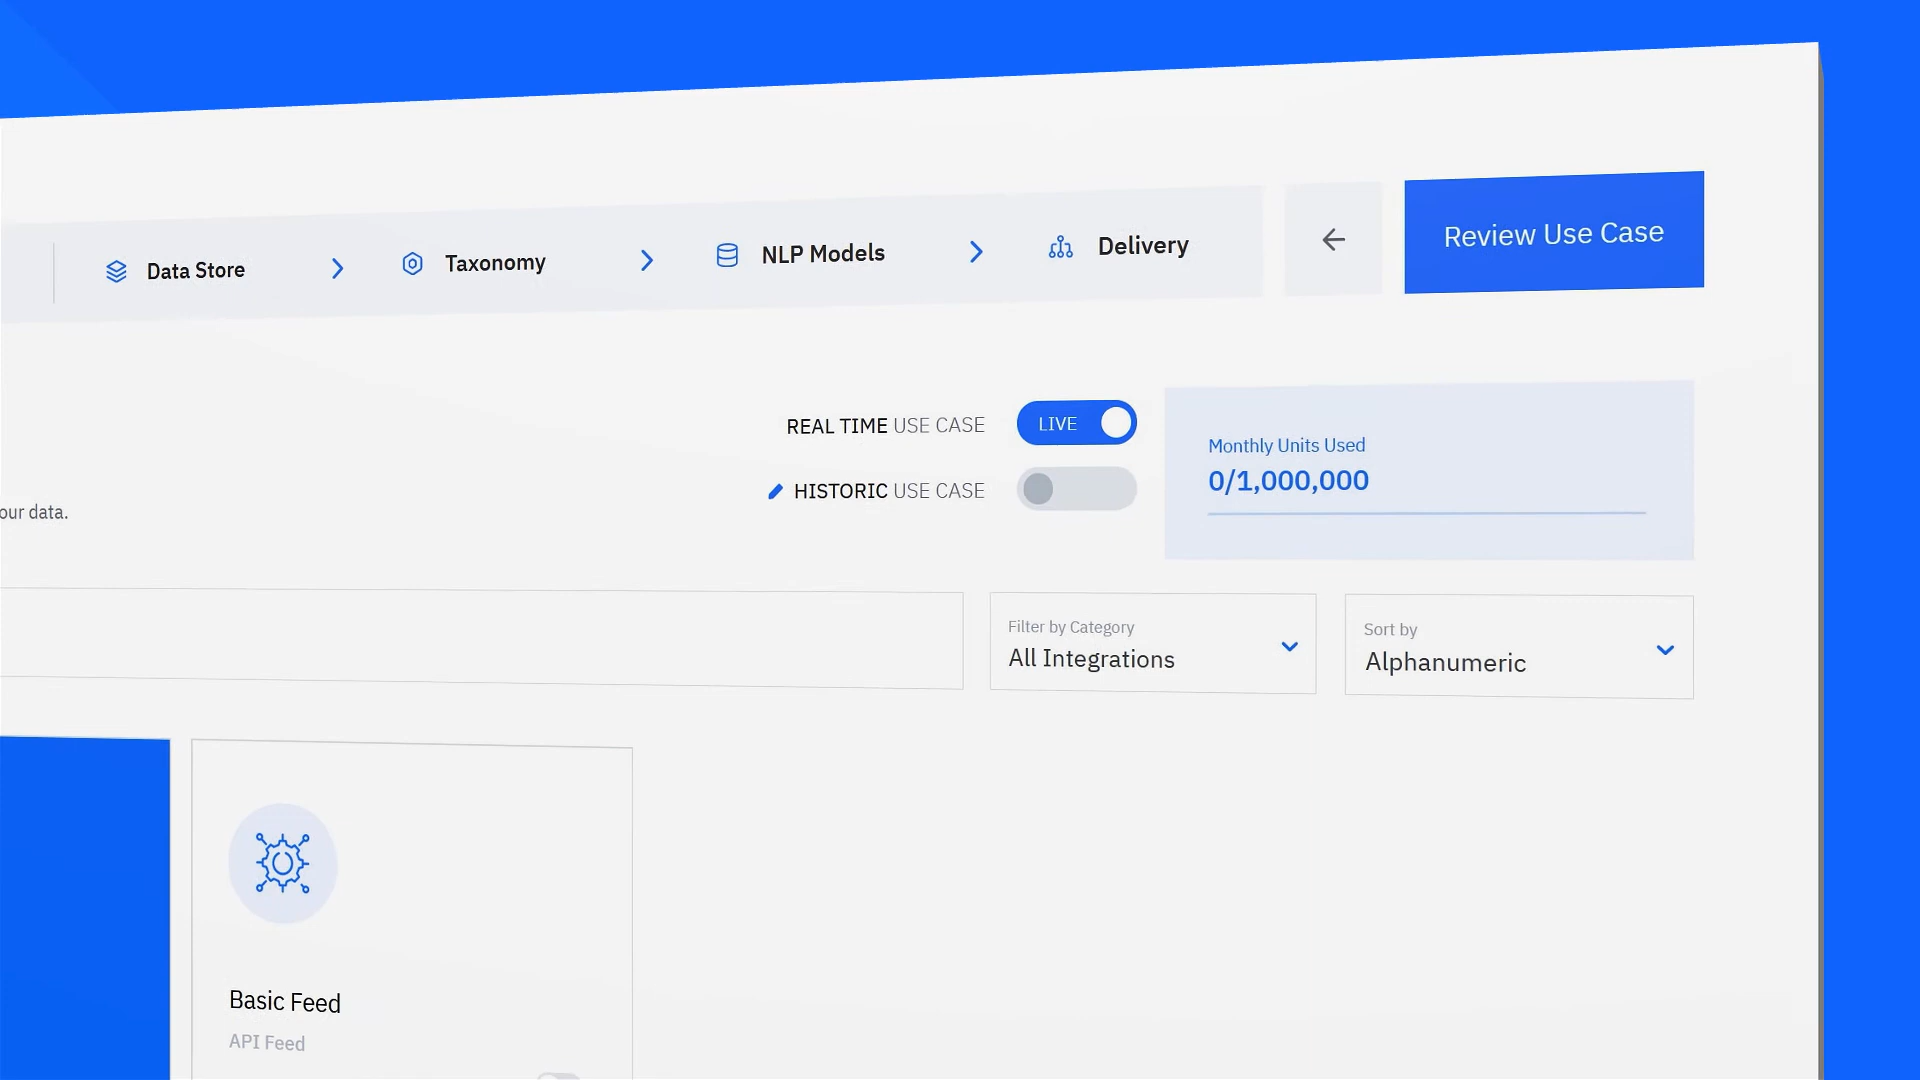 Data Store
Taxonomy
NLP Models
Delivery
Review Use Case
REAL TIME USE CASE
LIVE
HISTORIC USE CASE
Monthly Units Used
0/1,000,000
our data.
Filter by Category
All Integrations
Sort by
Alphanumeric
Basic Feed
API Feed